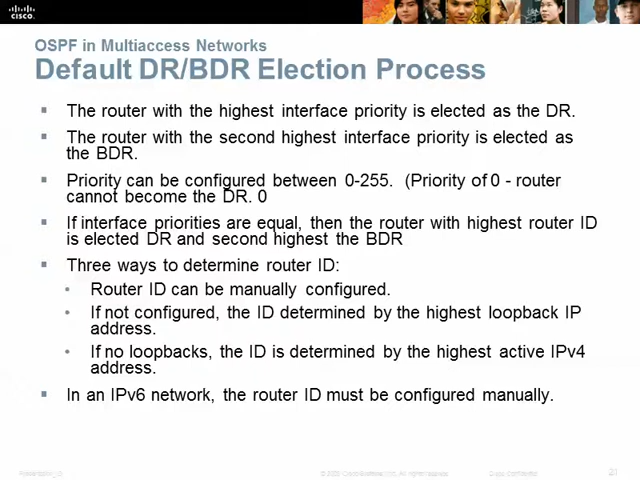 CISCO.
OSPF in Multiaccess Networks
Default DR/BDR Election Process
The router with the highest interface priority is elected as the DR.
The router with the second highest interface priority is elected as
the BDR.
Priority can be configured between 0-255. (Priority of 0 - router
cannot become the DR. 0
If interface priorities are equal, then the router with highest router ID
is elected DR and second highest the BDR
Three ways to determine router ID:
Router ID can be manually configured.
If not configured, the ID determined by the highest loopback IP
address.
If no loopbacks, the ID is determined by the highest active IPv4
address.
In an IPv6 network, the router ID must be configured manually.
Cisco Confidential
21